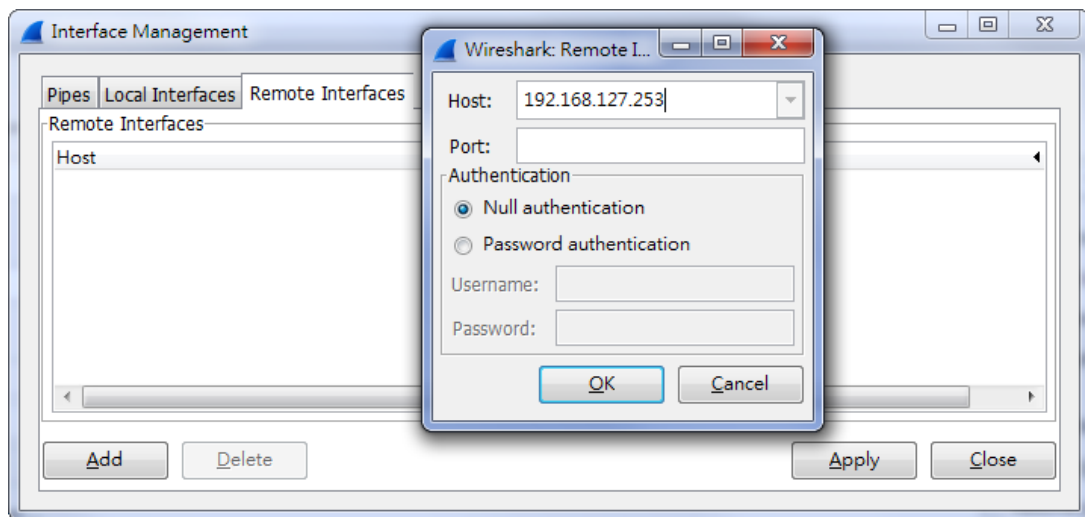 Interface Management
Wireshark: Remote I...
Pipes Local Interfaces Remote Interfaces
Remote Interfaces
Host
Host: 192.168.127.253
Port:
Authentication
Null authentication
Password authentication
Username:
Password:
OK Cancel
Add Delete Apply Close